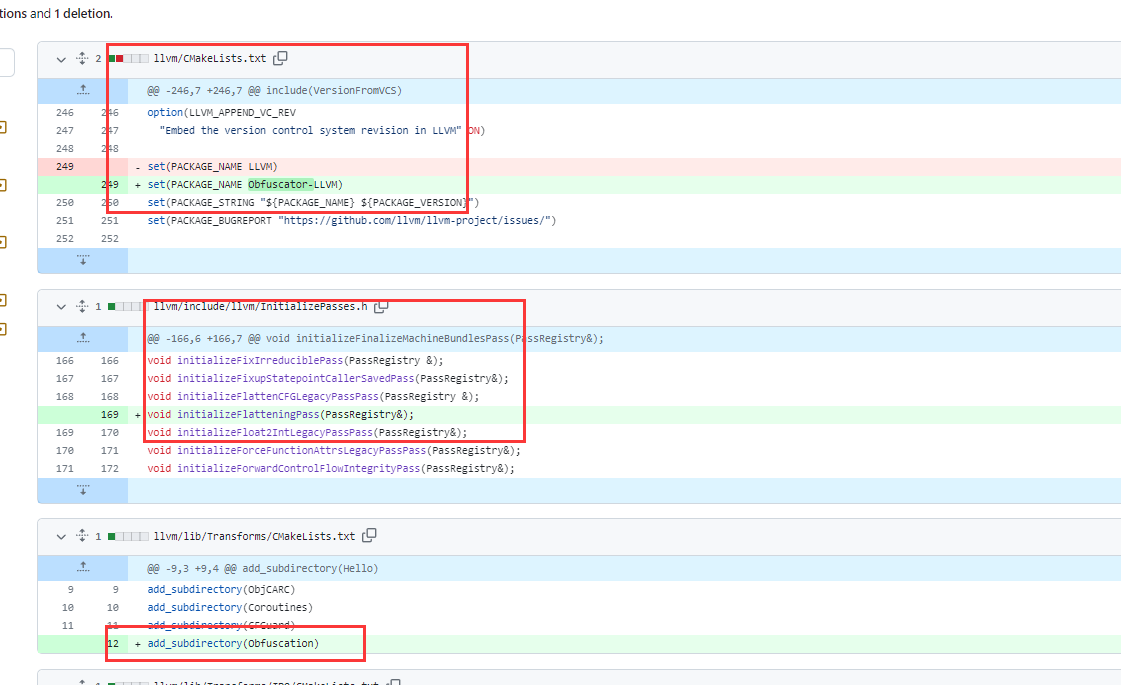 tions and 1 deletion.
2 llvm/CMakeLists.txt
@@ -246,7 +246,7 @@ include(VersionFromVCS)
246 246 option(LLVM_APPEND_VC_REV
247 247 "Embed the version control system revision in LLVM" ON)
248 248
249 - set(PACKAGE_NAME LLVM)
249 + set(PACKAGE_NAME Obfuscator-LLVM)
250 250 set(PACKAGE_STRING "${PACKAGE_NAME} ${PACKAGE_VERSION}")
251 251 set(PACKAGE_BUGREPORT "https://github.com/llvm/llvm-project/issues/")
252 252
1 llvm/include/llvm/InitializePasses.h
@@ -166,6 +166,7 @@ void initializeFinalizeMachineBundlesPass(PassRegistry&);
166 166 void initializeFixIrreduciblePass(PassRegistry &);
167 167 void initializeFixupStatepointCallerSavedPass(PassRegistry&);
168 168 void initializeFlattenCFGLegacyPassPass(PassRegistry &);
169 + void initializeFlatteningPass(PassRegistry&);
169 170 void initializeFloat2IntLegacyPassPass(PassRegistry&);
170 171 void initializeForceFunctionAttrsLegacyPassPass(PassRegistry&);
171 172 void initializeForwardControlFlowIntegrityPass(PassRegistry&);
1 llvm/lib/Transforms/CMakeLists.txt
@@ -9,3 +9,4 @@ add_subdirectory(Hello)
9 9 add_subdirectory(ObjCARC)
10 10 add_subdirectory(Coroutines)
11 11 add_subdirectory(CFGuard)
12 + add_subdirectory(Obfuscation)
llvm/lib/Transforms/IPO/CMakeLists.txt